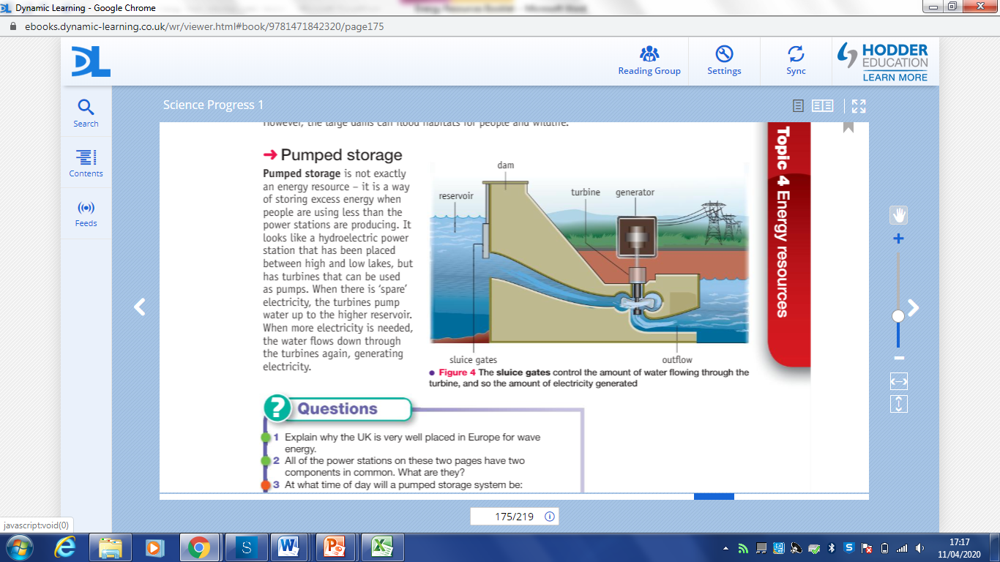 Dynamic Learning - Google Chrome
ebooks.dynamic-learning.co.uk/wr/viewer.html#book/9781471842320/page175
DL
Reading Group
Settings
Sync
HODDER
EDUCATION
LEARN MORE
Search
Contents
Feeds
Science Progress 1
However, the large dams can flood habitats for people and wildlife.
Pumped storage
Pumped storage is not exactly
an energy resource – it is a way
of storing excess energy when
people are using less than the
power stations are producing. It
looks like a hydroelectric power
station that has been placed
between high and low lakes, but
has turbines that can be used
as pumps. When there is ‘spare’
electricity, the turbines pump
water up to the higher reservoir.
When more electricity is needed,
the water flows down through
the turbines again, generating
electricity.
dam
reservoir
turbine
generator
sluice gates
outflow
• Figure 4 The sluice gates control the amount of water flowing through the
turbine, and so the amount of electricity generated
Topic 4 Energy resources
? Questions
1 Explain why the UK is very well placed in Europe for wave
energy.
2 All of the power stations on these two pages have two
components in common. What are they?
3 At what time of day will a pumped storage system be:
175/219
javascript:void(0)
17:17
11/04/2020